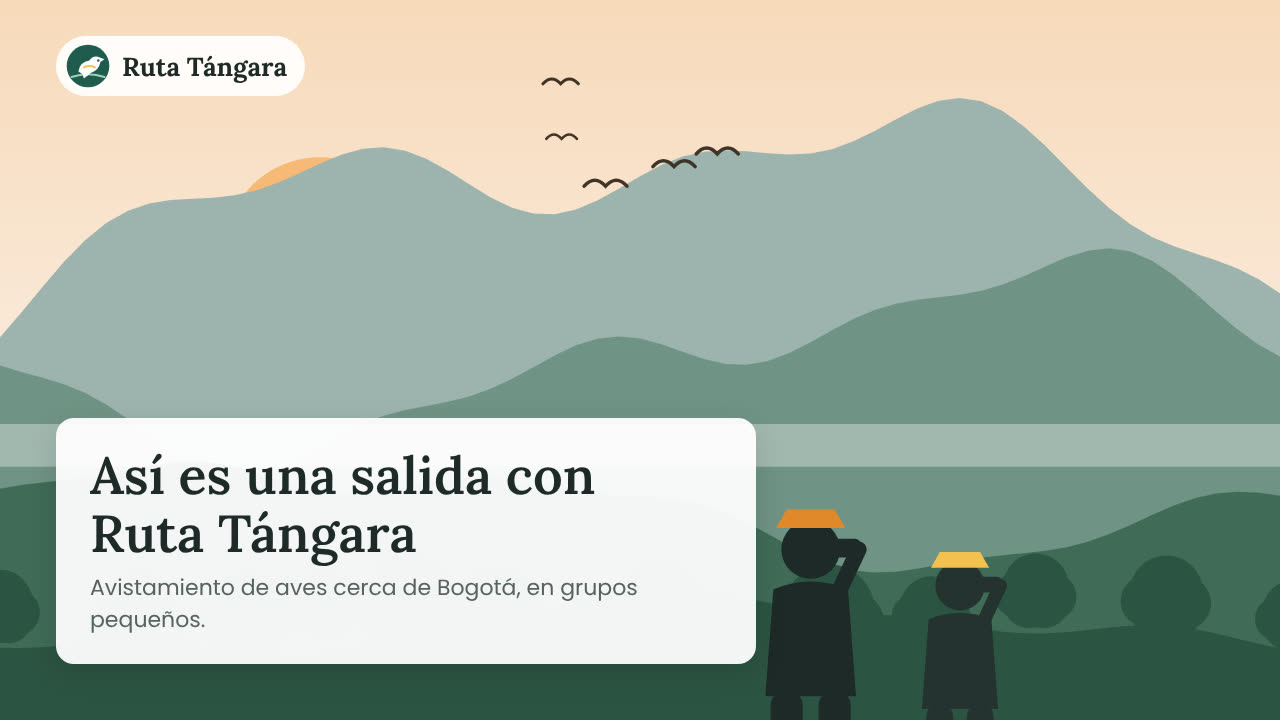 Ruta Tángara
Así es una salida con
Ruta Tángara
Avistamiento de aves cerca de Bogotá, en grupos
pequeños.